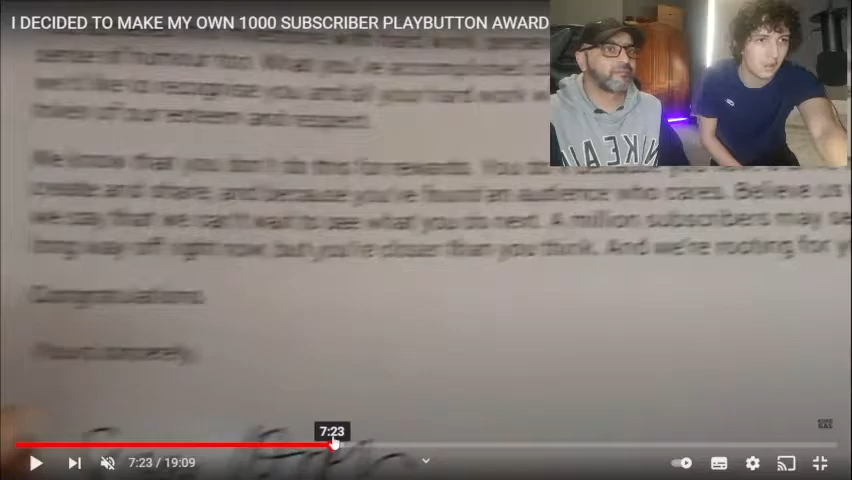 I DECIDED TO MAKE MY OWN 1000 SUBSCRIBER PLAYBUTTON AWARD
sense of humour too. What you've accomplished
we'd like to recognise you and all your hard work
token of our esteem and respect.
We know that you don't do this for rewards. You do
create and share, and because you've found an audience who cares. Believe us
we say that we can't wait to see what you do next. A million subscribers may
long way off right now, but you're closer than you think. And we're rooting for
Congratulations.
Yours sincerely,
NIKE AI
7:23
7:23 / 19:09